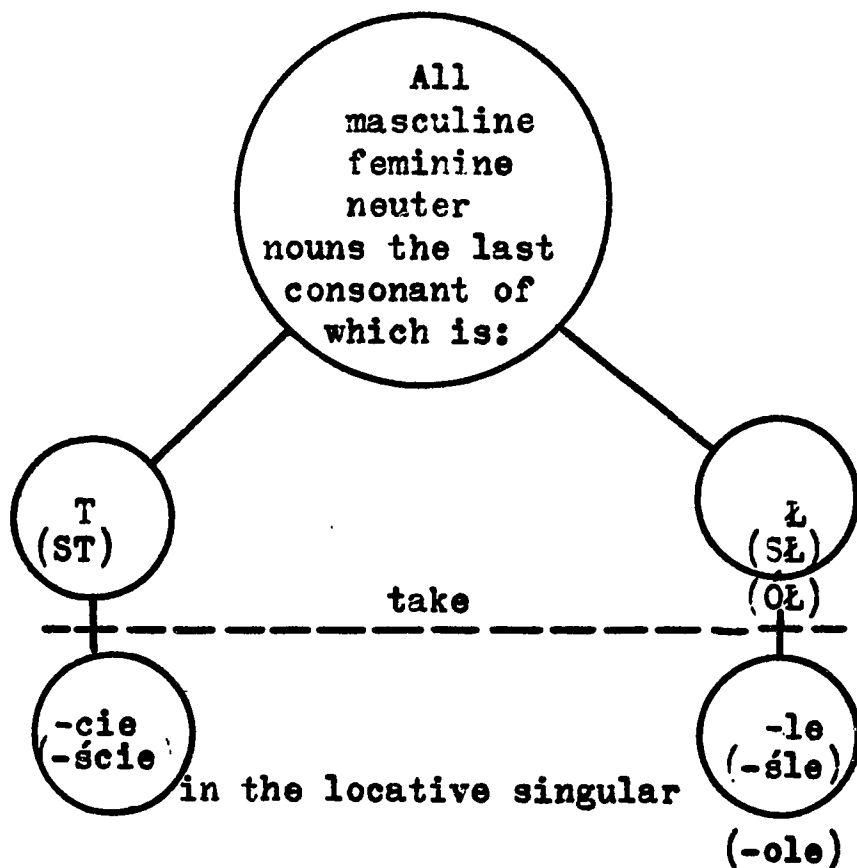 All
masculine
feminine
neuter
nouns the last
consonant of
which is:
T
(ST)
Ł
(SŁ)
(OŁ)
take
-cie
(-ście)
-le
(-śle)
in the locative singular
(-ole)